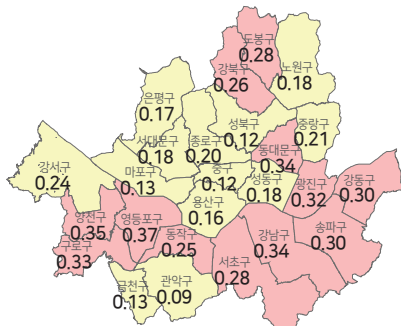 도봉구
0.28
노원구
0.18
강북구
0.26
은평구
0.17
성북구
0.12
중랑구
0.21
서대문구
0.18
종로구
0.20
동대문구
0.34
강서구
0.24
마포구
0.13
중구
0.12
성동구
0.18
광진구
0.32
강동구
0.30
용산구
0.16
양천구
0.35
영등포구
0.37
동작구
0.25
강남구
0.34
송파구
0.30
구로구
0.33
서초구
0.28
금천구
0.13
관악구
0.09